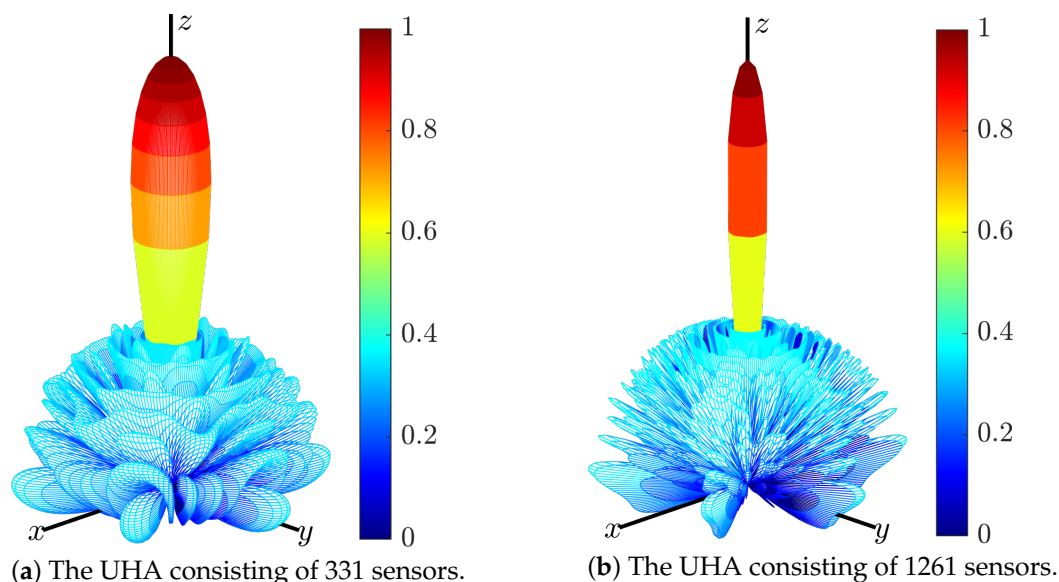 z
1
0.8
0.6
0.4
0.2
0
x
y
(a) The UHA consisting of 331 sensors.
z
1
0.8
0.6
0.4
0.2
0
x
y
(b) The UHA consisting of 1261 sensors.